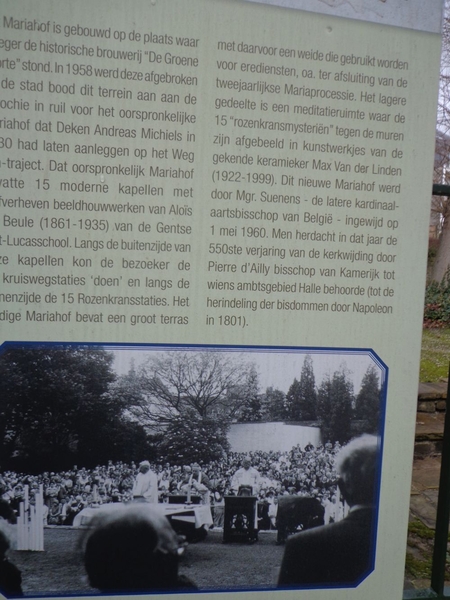 Mariahof is gebouwd op de plaats waar
eger de historische brouwerij "De Groene
orte" stond. In 1958 werd deze afgebroken
de stad bood dit terrein aan aan de
ochie in ruil voor het oorspronkelijke
riahof dat Deken Andreas Michiels in
30 had laten aanleggen op het Weg
-traject. Dat oorspronkelijk Mariahof
vatte 15 moderne kapellen met
fverheven beeldhouwwerken van Aloïs
Beule (1861-1935) van de Gentse
t-Lucasschool. Langs de buitenzijde van
ze kapellen kon de bezoeker de
kruiswegstaties 'doen' en langs de
nenzijde de 15 Rozenkransstaties. Het
dige Mariahof bevat een groot terras
met daarvoor een weide die gebruikt worden
voor erediensten, oa. ter afsluiting van de
tweejaarlijkse Mariaprocessie. Het lagere
gedeelte is een meditatieruimte waar de
15 "rozenkransmysteriën" tegen de muren
zijn afgebeeld in kunstwerkjes van de
gekende keramieker Max Van der Linden
(1922-1999). Dit nieuwe Mariahof werd
door Mgr. Suenens - de latere kardinaal-
aartsbisschop van België - ingewijd op
1 mei 1960. Men herdacht in dat jaar de
550ste verjaring van de kerkwijding door
Pierre d'Ailly bisschop van Kamerijk tot
wiens ambtsgebied Halle behoorde (tot de
herindeling der bisdommen door Napoleon
in 1801).